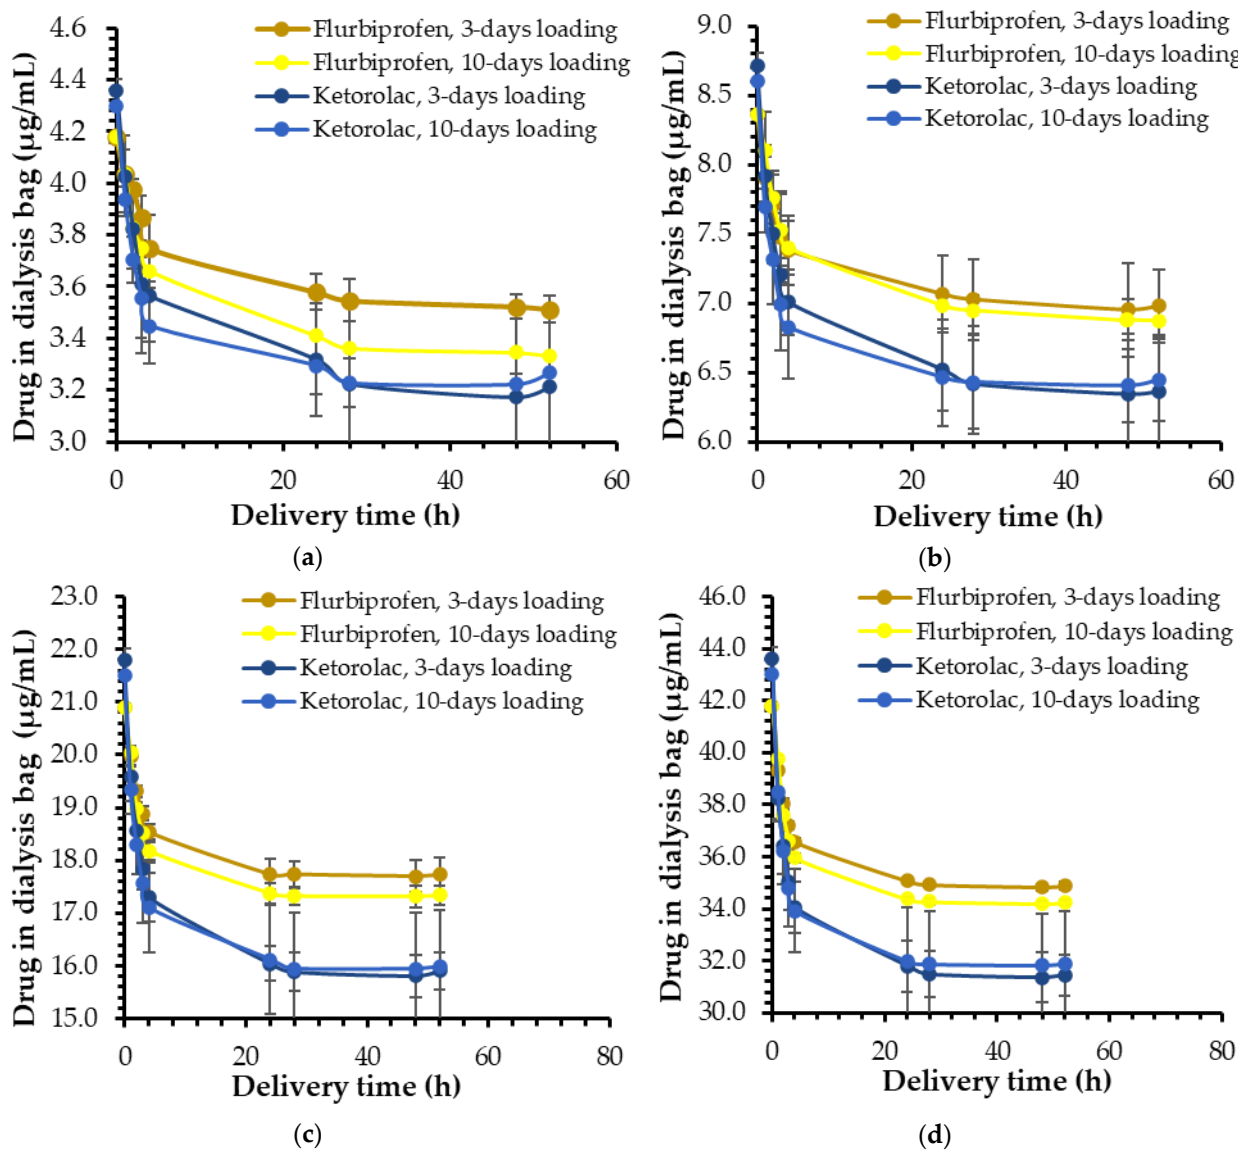 Drug in dialysis bag (µg/mL)
4.6
4.4
4.2
4.0
3.8
3.6
3.4
3.2
3.0
Flurbiprofen, 3-days loading
Flurbiprofen, 10-days loading
Ketorolac, 3-days loading
Ketorolac, 10-days loading
0 20 40 60
Delivery time (h)
(a)
Drug in dialysis bag (µg/mL)
9.0
8.5
8.0
7.5
7.0
6.5
6.0
Flurbiprofen, 3-days loading
Flurbiprofen, 10-days loading
Ketorolac, 3-days loading
Ketorolac, 10-days loading
0 20 40 60
Delivery time (h)
(b)
Drug in dialysis bag (µg/mL)
23.0
22.0
21.0
20.0
19.0
18.0
17.0
16.0
15.0
Flurbiprofen, 3-days loading
Flurbiprofen, 10-days loading
Ketorolac, 3-days loading
Ketorolac, 10-days loading
0 20 40 60 80
Delivery time (h)
(c)
Drug in dialysis bag (µg/mL)
46.0
44.0
42.0
40.0
38.0
36.0
34.0
32.0
30.0
Flurbiprofen, 3-days loading
Flurbiprofen, 10-days loading
Ketorolac, 3-days loading
Ketorolac, 10-days loading
0 20 40 60 80
Delivery time (h)
(d)